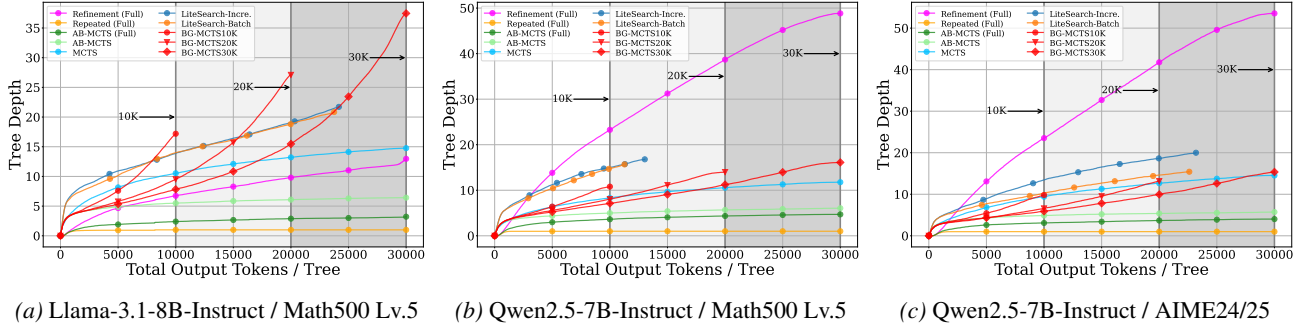 Tree Depth
35
30
25
20
15
10
5
0
Refinement (Full)
Repeated (Full)
AB-MCTS (Full)
AB-MCTS
MCTS
LiteSearch-Incre.
LiteSearch-Batch
BG-MCTS10K
BG-MCTS20K
BG-MCTS30K
10K
20K
30K
0 5000 10000 15000 20000 25000 30000
Total Output Tokens / Tree
(a) Llama-3.1-8B-Instruct / Math500 Lv.5
Tree Depth
50
40
30
20
10
0
Refinement (Full)
Repeated (Full)
AB-MCTS (Full)
AB-MCTS
MCTS
LiteSearch-Incre.
LiteSearch-Batch
BG-MCTS10K
BG-MCTS20K
BG-MCTS30K
10K
20K
30K
0 5000 10000 15000 20000 25000 30000
Total Output Tokens / Tree
(b) Qwen2.5-7B-Instruct / Math500 Lv.5
Tree Depth
50
40
30
20
10
0
Refinement (Full)
Repeated (Full)
AB-MCTS (Full)
AB-MCTS
MCTS
LiteSearch-Incre.
LiteSearch-Batch
BG-MCTS10K
BG-MCTS20K
BG-MCTS30K
10K
20K
30K
0 5000 10000 15000 20000 25000 30000
Total Output Tokens / Tree
(c) Qwen2.5-7B-Instruct / AIME24/25